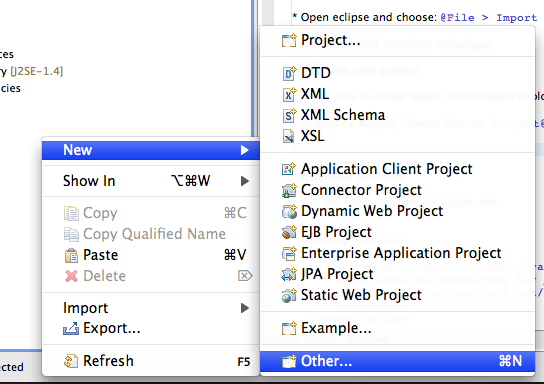 * Open eclipse and choose: @File > Import
ces
ry [J2SE-1.4]
cies
New
Show In ⌥⌘W
Copy ⌘C
Copy Qualified Name
Paste ⌘V
Delete ⌦
Import
Export...
Refresh F5
Project...
DTD
XML
XML Schema
XSL
Application Client Project
Connector Project
Dynamic Web Project
EJB Project
Enterprise Application Project
JPA Project
Static Web Project
Example...
Other... ⌘N
ected